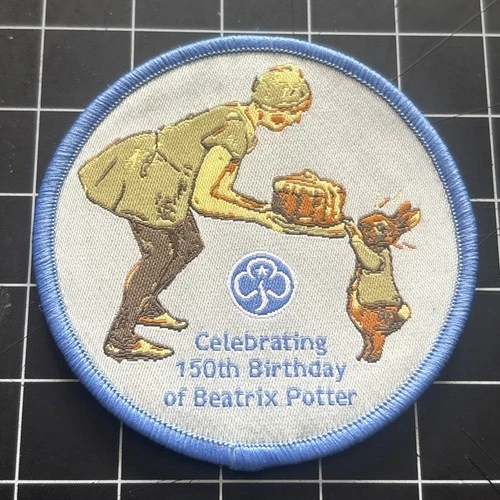 Celebrating
150th Birthday
of Beatrix Potter